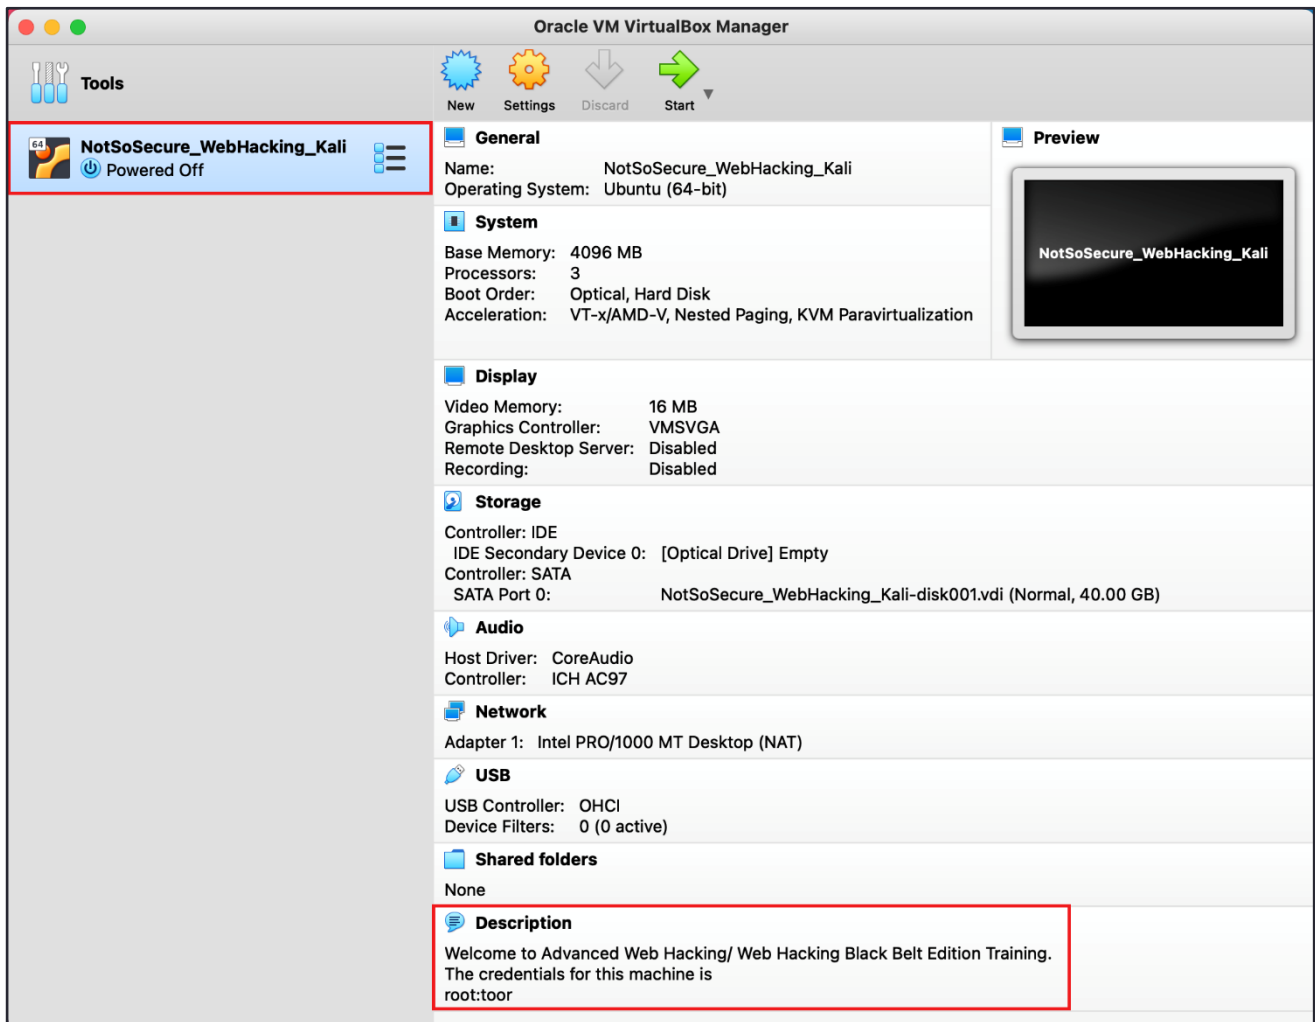 Oracle VM VirtualBox Manager
Tools
New Settings Discard Start
64
NotSoSecure_WebHacking_Kali
Powered Off
General
Name: NotSoSecure_WebHacking_Kali
Operating System: Ubuntu (64-bit)
Preview
NotSoSecure_WebHacking_Kali
System
Base Memory: 4096 MB
Processors: 3
Boot Order: Optical, Hard Disk
Acceleration: VT-x/AMD-V, Nested Paging, KVM Paravirtualization
Display
Video Memory: 16 MB
Graphics Controller: VMSVGA
Remote Desktop Server: Disabled
Recording: Disabled
Storage
Controller: IDE
IDE Secondary Device 0: [Optical Drive] Empty
Controller: SATA
SATA Port 0: NotSoSecure_WebHacking_Kali-disk001.vdi (Normal, 40.00 GB)
Audio
Host Driver: CoreAudio
Controller: ICH AC97
Network
Adapter 1: Intel PRO/1000 MT Desktop (NAT)
USB
USB Controller: OHCI
Device Filters: 0 (0 active)
Shared folders
None
Description
Welcome to Advanced Web Hacking/ Web Hacking Black Belt Edition Training.
The credentials for this machine is
root:toor